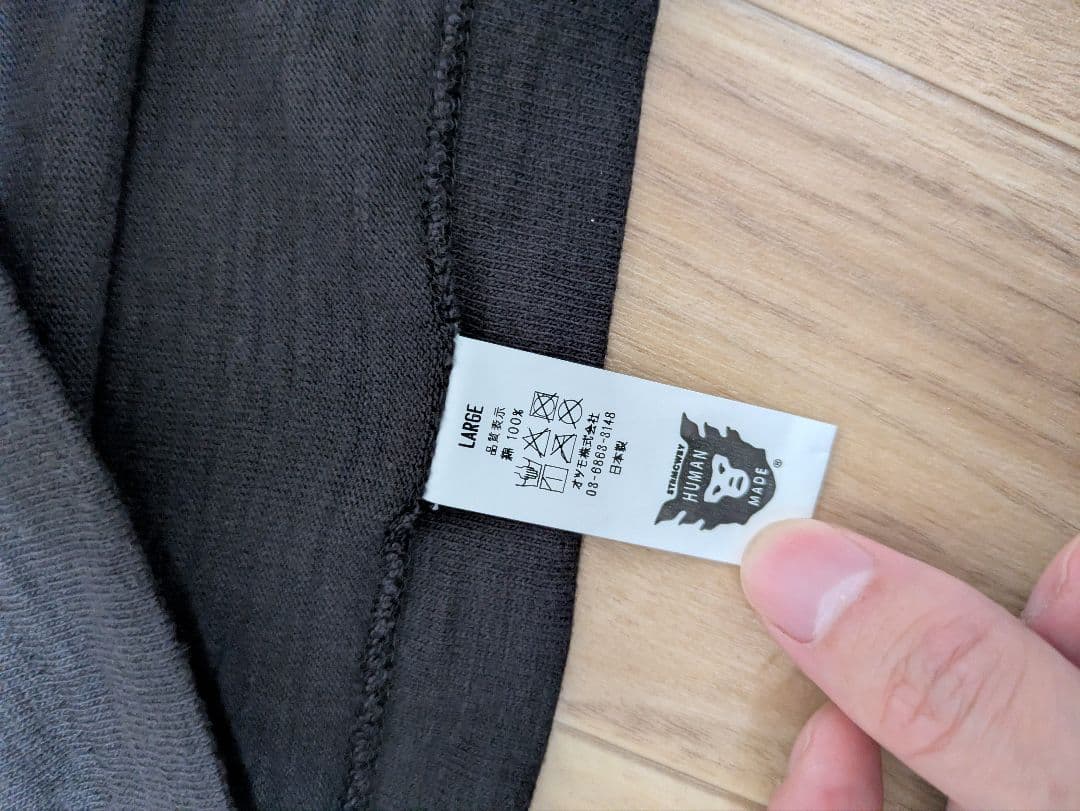 LARGE
品質表示
綿 100%
オツモ株式会社
03-6863-3148
日本製
STRMCWBY
HUMAN
MADE
®